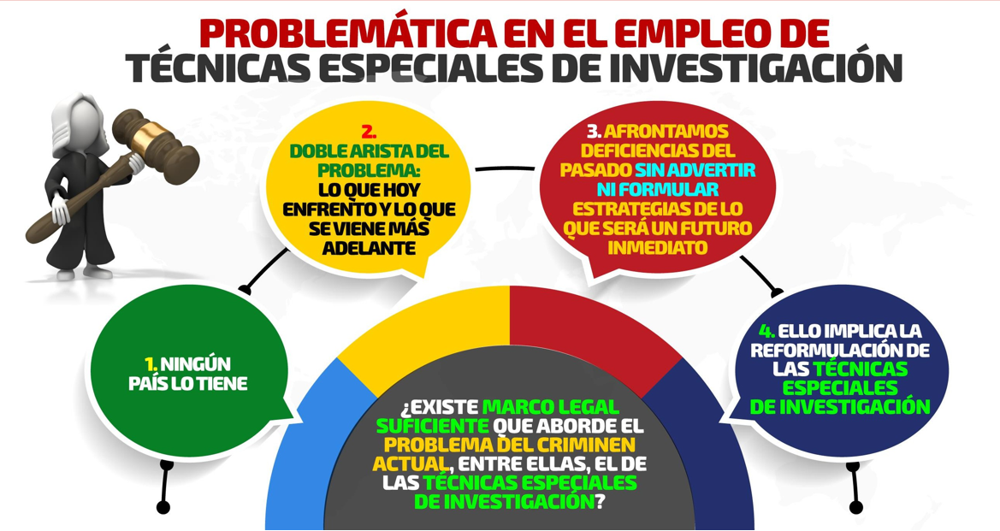 PROBLEMÁTICA EN EL EMPLEO DE
TÉCNICAS ESPECIALES DE INVESTIGACIÓN
1. NINGÚN
PAÍS LO TIENE
2.
DOBLE ARISTA DEL
PROBLEMA:
LO QUE HOY
ENFRENTO Y LO QUE
SE VIENE MÁS
ADELANTE
3. AFRONTAMOS
DEFICIENCIAS DEL
PASADO SIN ADVERTIR
NI FORMULAR
ESTRATEGIAS DE LO
QUE SERÁ UN FUTURO
INMEDIATO
4. ELLO IMPLICA LA
REFORMULACIÓN DE
LAS TÉCNICAS
ESPECIALES
DE INVESTIGACIÓN
¿EXISTE MARCO LEGAL
SUFICIENTE QUE ABORDE EL
PROBLEMA DEL CRIMINEN
ACTUAL, ENTRE ELLAS, EL DE
LAS TÉCNICAS ESPECIALES
DE INVESTIGACIÓN?